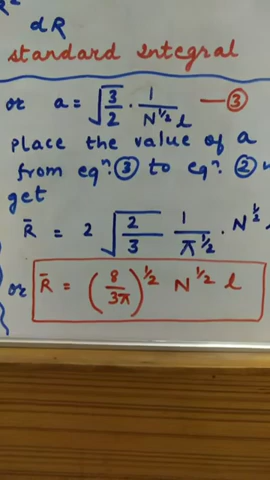 dR
standard integral
or a = √(3/2) · 1/(N^1/2 l) — ③
Place the value of a
from eqⁿ. ③ to eqⁿ. ②
get
R̄ = 2 √(2/3) 1/π^1/2 · N^1/2
or R̄ = (8/3π)^1/2 N^1/2 l